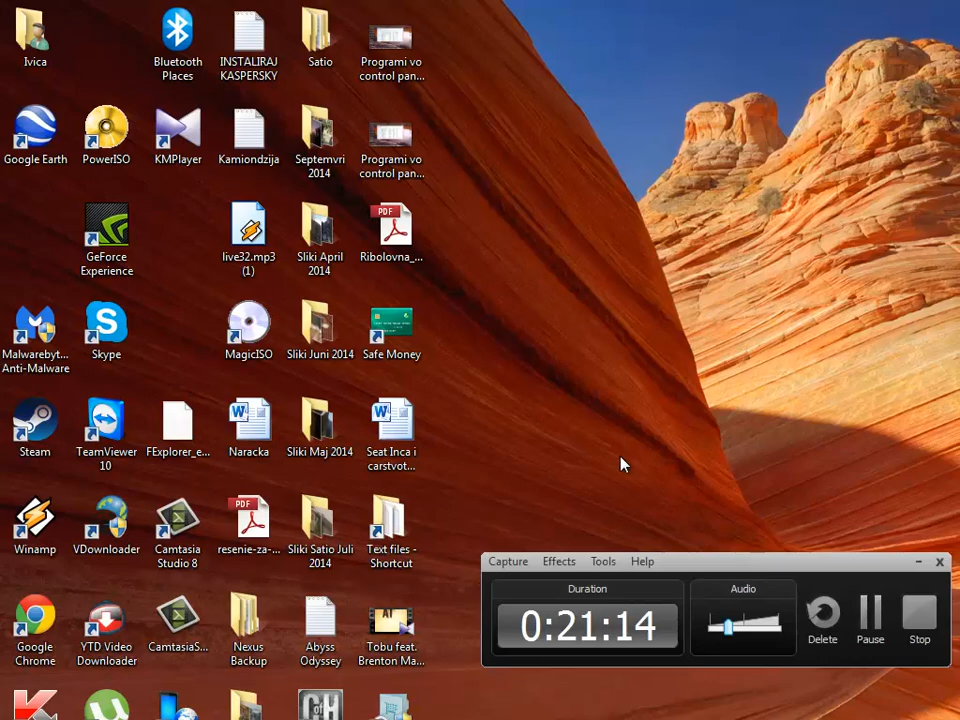 Ivica
Bluetooth
Places
INSTALIRAJ
KASPERSKY
Satio
Programi vo
control pan...
Google Earth
PowerISO
KMPlayer
Kamiondzija
Septemvri
2014
Programi vo
control pan...
GeForce
Experience
live32.mp3
(1)
Sliki April
2014
PDF
Ribolovna_...
Malwarebyt...
Anti-Malware
Skype
MagicISO
Sliki Juni 2014
Safe Money
Steam
TeamViewer
10
FExplorer_e...
Naracka
Sliki Maj 2014
Seat Inca i
carstvot...
Winamp
VDownloader
Camtasia
Studio 8
PDF
resenie-za-...
Sliki Satio Juli
2014
Text files -
Shortcut
Google
Chrome
YTD Video
Downloader
CamtasiaS...
Nexus
Backup
Abyss
Odyssey
Tobu feat.
Brenton Ma...
Capture Effects Tools Help
Duration
0:21:14
Audio
Delete
Pause
Stop